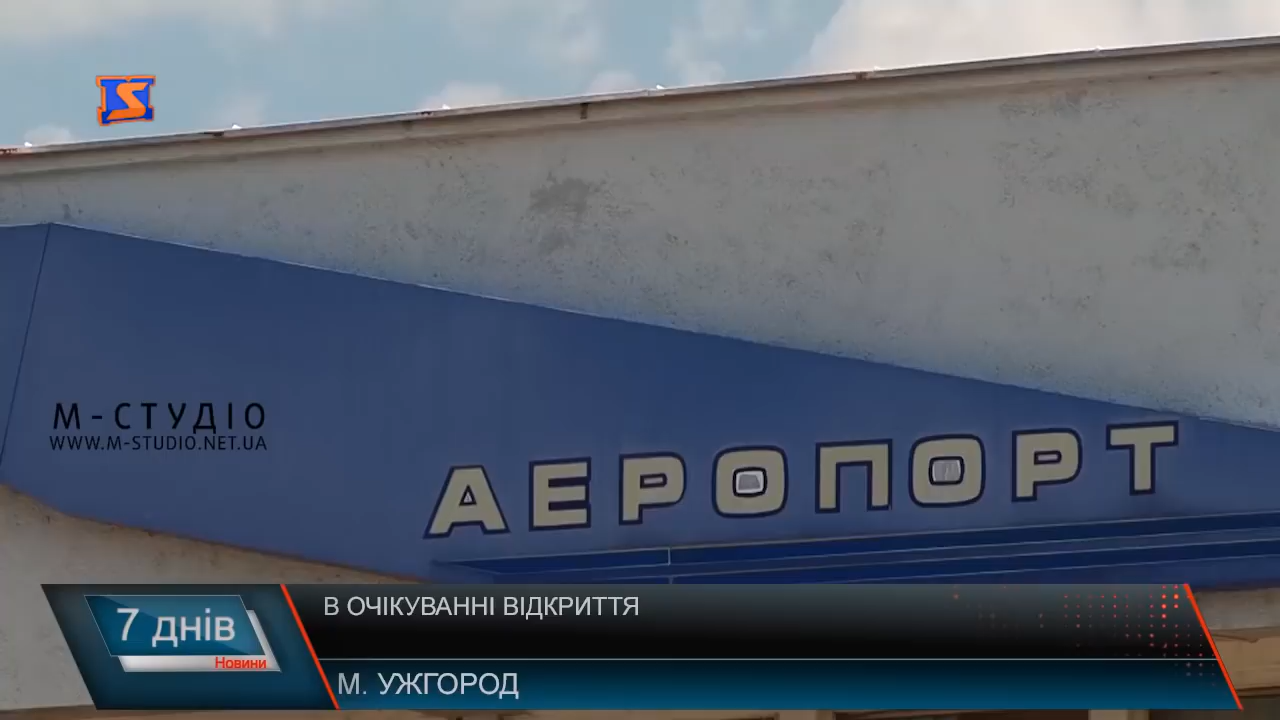 М-СТУДІО
WWW.M-STUDIO.NET.UA
АЕРОПОРТ
7 днів
Новини
В ОЧІКУВАННІ ВІДКРИТТЯ
М. УЖГОРОД